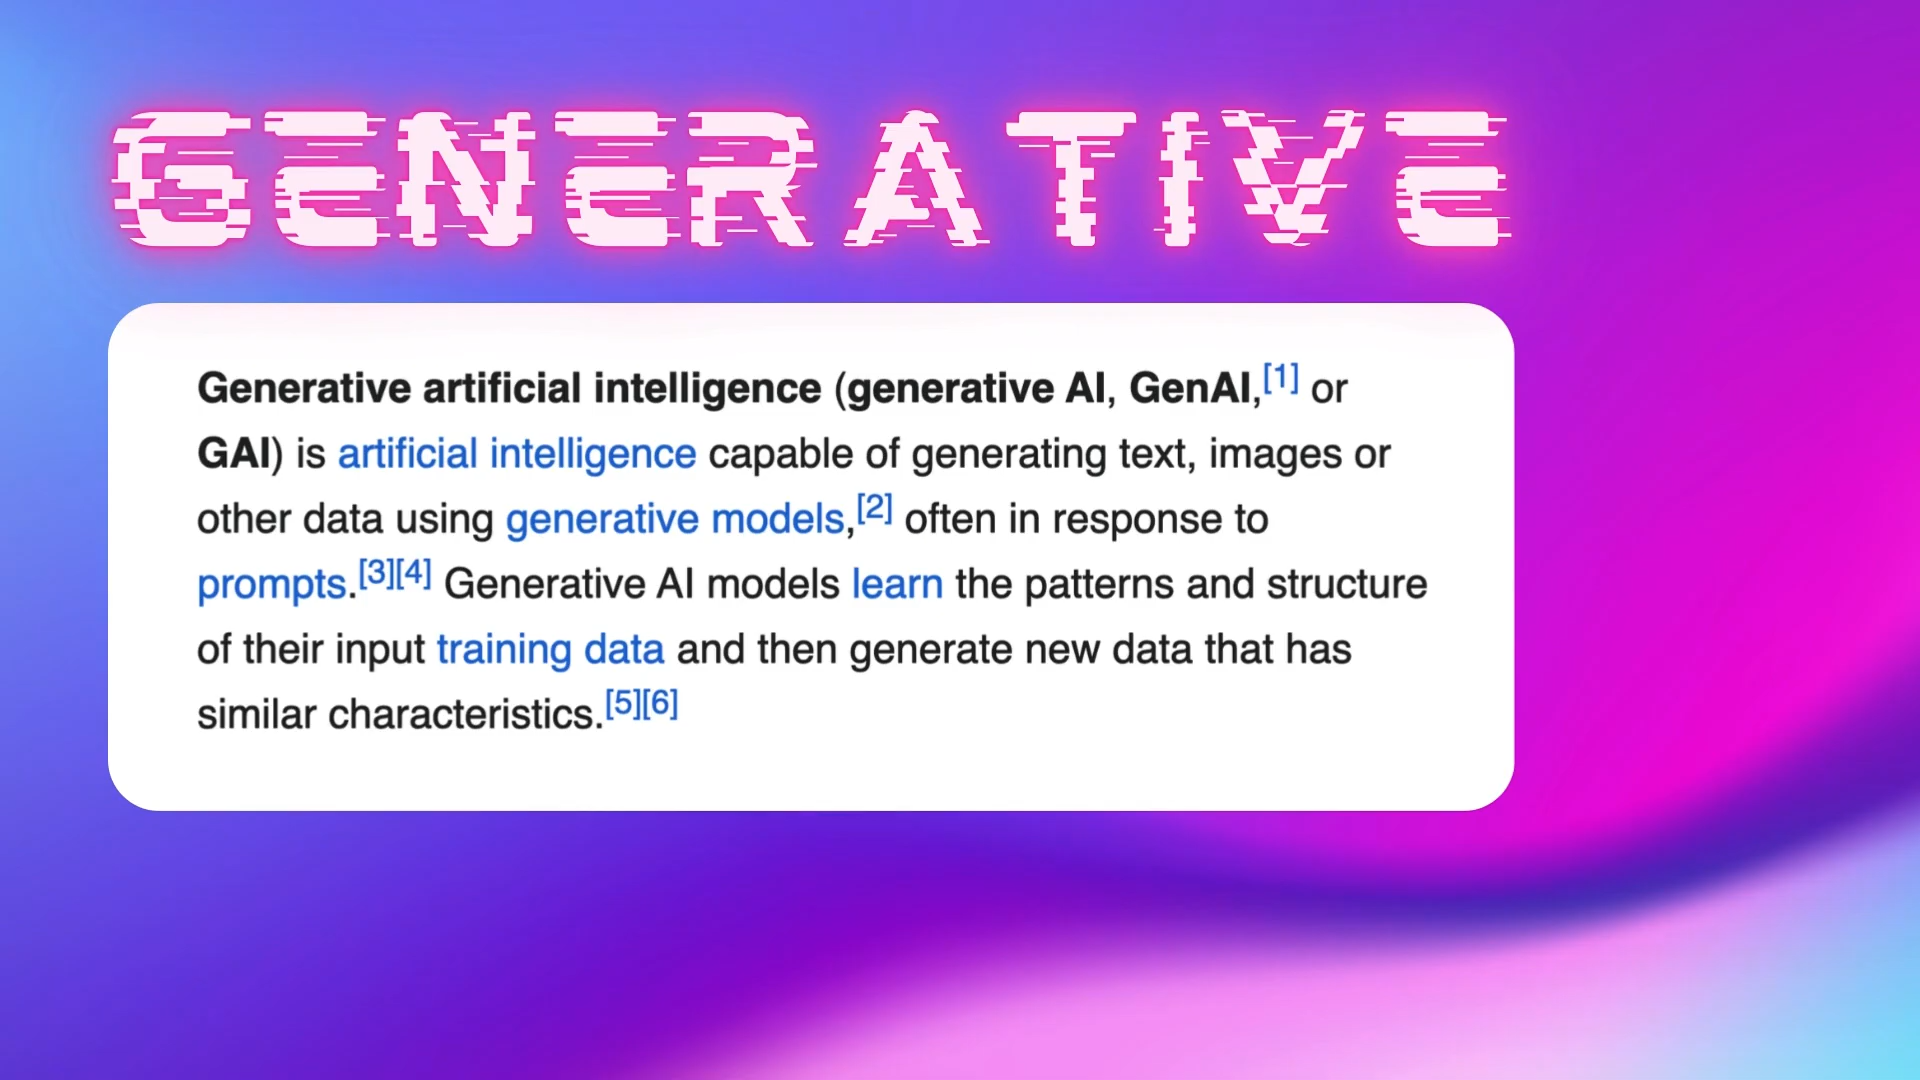 GENERATIVE
Generative artificial intelligence (generative AI, GenAI,[1] or
GAI) is artificial intelligence capable of generating text, images or
other data using generative models,[2] often in response to
prompts.[3][4] Generative AI models learn the patterns and structure
of their input training data and then generate new data that has
similar characteristics.[5][6]